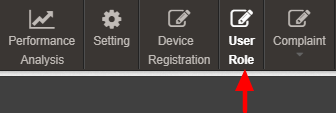 Performance
Analysis
Setting
Device
Registration
User
Role
Complaint